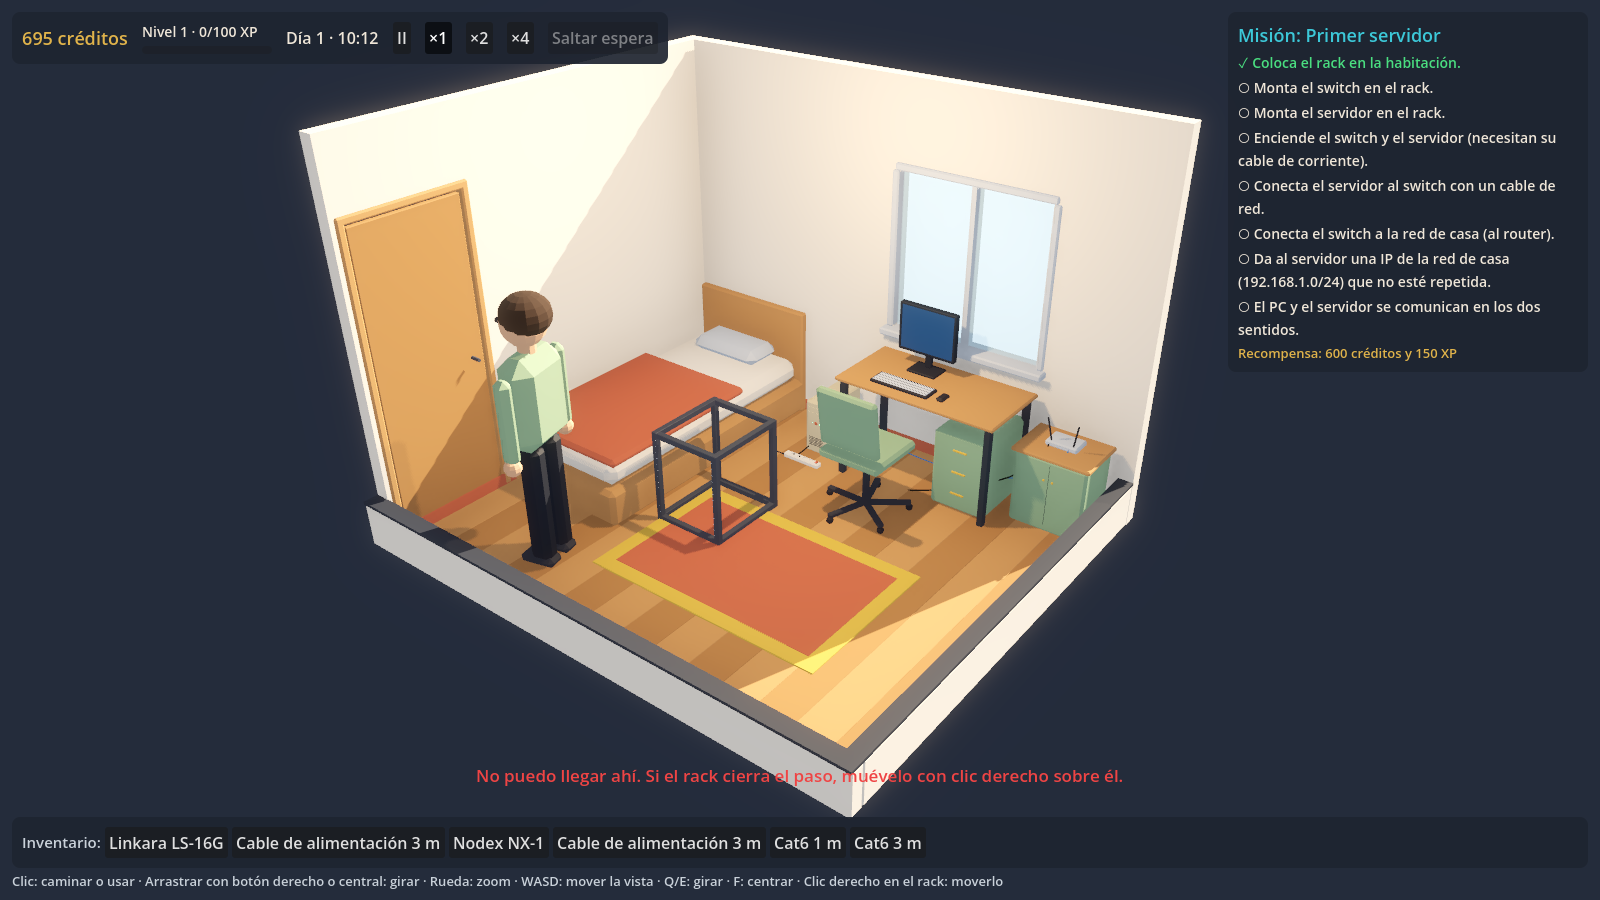 695 créditos
Nivel 1 · 0/100 XP
Día 1 · 10:12
II
×1
×2
×4
Saltar espera
Misión: Primer servidor
✓ Coloca el rack en la habitación.
○ Monta el switch en el rack.
○ Monta el servidor en el rack.
○ Enciende el switch y el servidor (necesitan su
cable de corriente).
○ Conecta el servidor al switch con un cable de
red.
○ Conecta el switch a la red de casa (al router).
○ Da al servidor una IP de la red de casa
(192.168.1.0/24) que no esté repetida.
○ El PC y el servidor se comunican en los dos
sentidos.
Recompensa: 600 créditos y 150 XP
No puedo llegar ahí. Si el rack cierra el paso, muévelo con clic derecho sobre él.
Inventario: Linkara LS-16G Cable de alimentación 3 m Nodex NX-1 Cable de alimentación 3 m Cat6 1 m Cat6 3 m
Clic: caminar o usar · Arrastrar con botón derecho o central: girar · Rueda: zoom · WASD: mover la vista · Q/E: girar · F: centrar · Clic derecho en el rack: moverlo